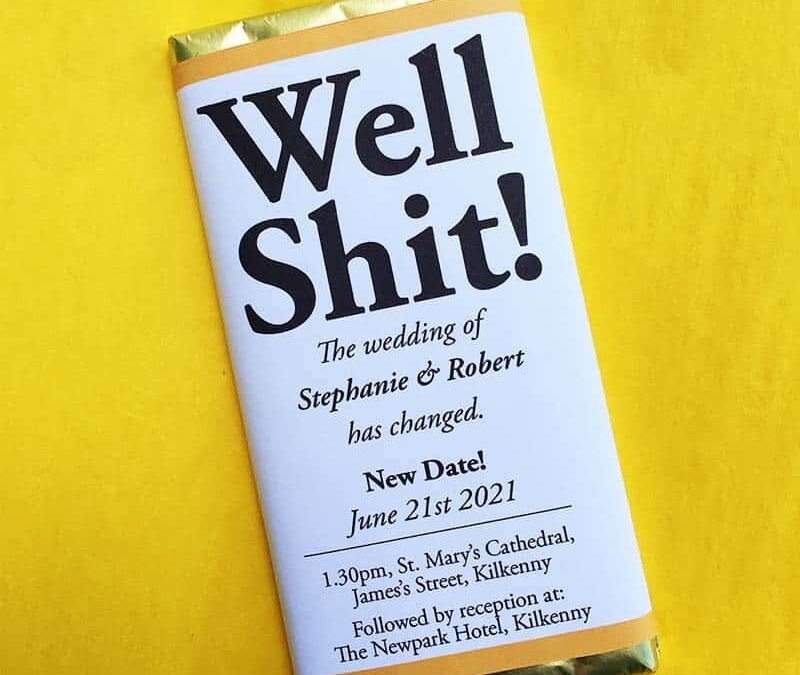 Well
Shit!
The wedding of
Stephanie & Robert
has changed.
New Date!
June 21st 2021
1.30pm, St. Mary's Cathedral,
James's Street, Kilkenny
Followed by reception at:
The Newpark Hotel, Kilkenny